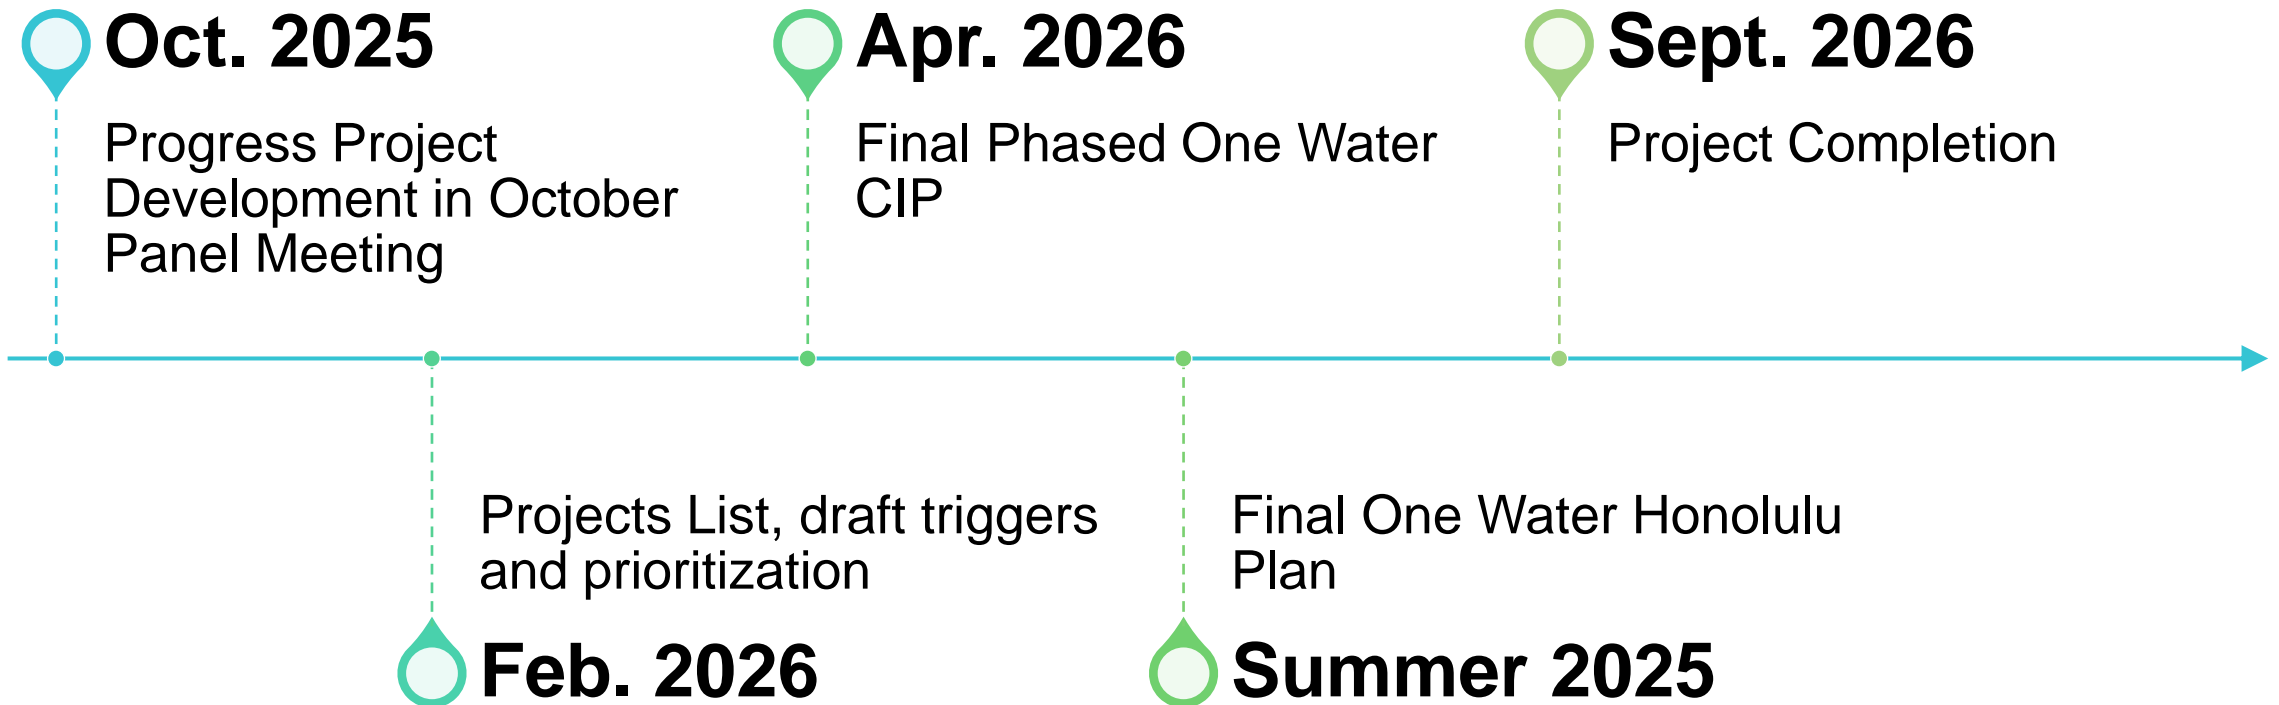 Oct. 2025
Progress Project
Development in October
Panel Meeting
Apr. 2026
Final Phased One Water
CIP
Sept. 2026
Project Completion
Projects List, draft triggers
and prioritization
Feb. 2026
Final One Water Honolulu
Plan
Summer 2025